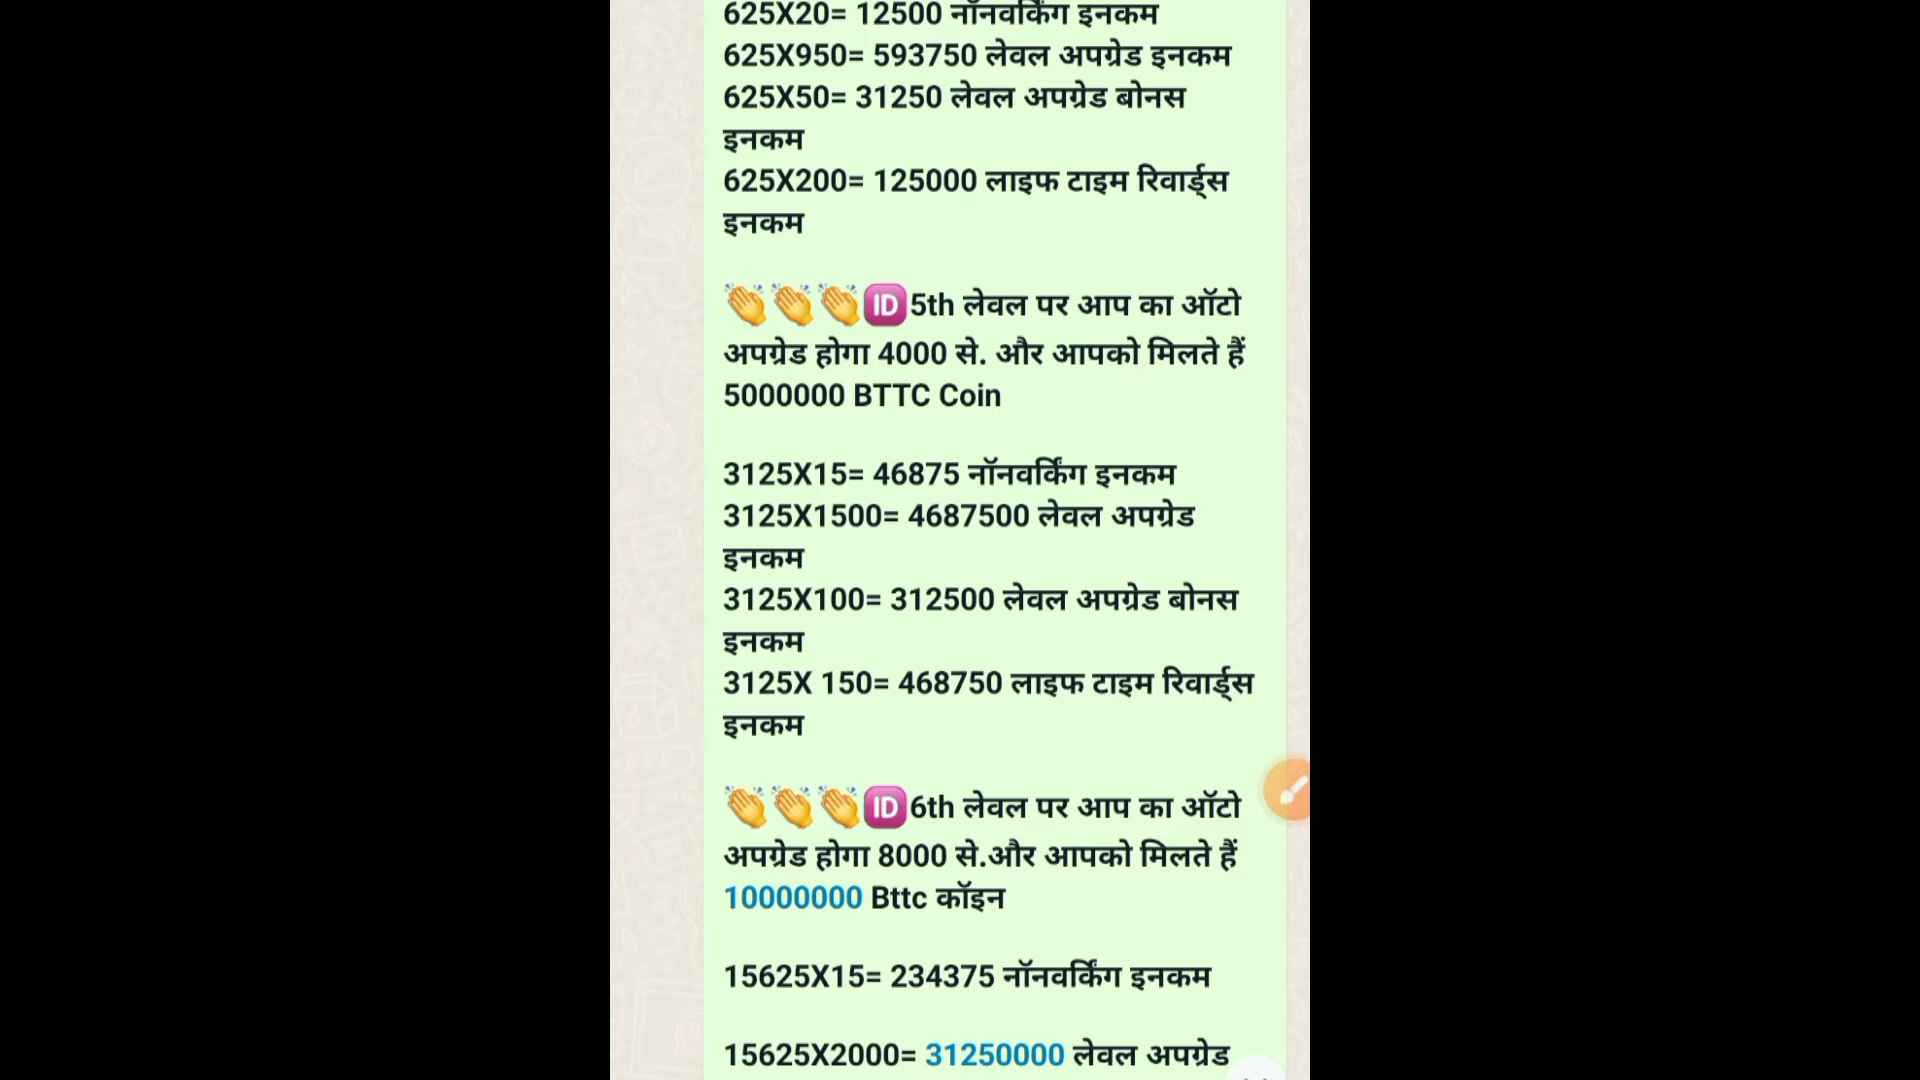 625X20= 12500 नॉनवर्किंग इनकम
625X950= 593750 लेवल अपग्रेड इनकम
625X50= 31250 लेवल अपग्रेड बोनस
इनकम
625X200= 125000 लाइफ टाइम रिवार्ड्स
इनकम
👏👏👏🆔5th लेवल पर आप का ऑटो
अपग्रेड होगा 4000 से. और आपको मिलते हैं
5000000 BTTC Coin
3125X15= 46875 नॉनवर्किंग इनकम
3125X1500= 4687500 लेवल अपग्रेड
इनकम
3125X100= 312500 लेवल अपग्रेड बोनस
इनकम
3125X 150= 468750 लाइफ टाइम रिवार्ड्स
इनकम
👏👏👏🆔6th लेवल पर आप का ऑटो
अपग्रेड होगा 8000 से.और आपको मिलते हैं
10000000 Bttc कॉइन
15625X15= 234375 नॉनवर्किंग इनकम
15625X2000= 31250000 लेवल अपग्रेड